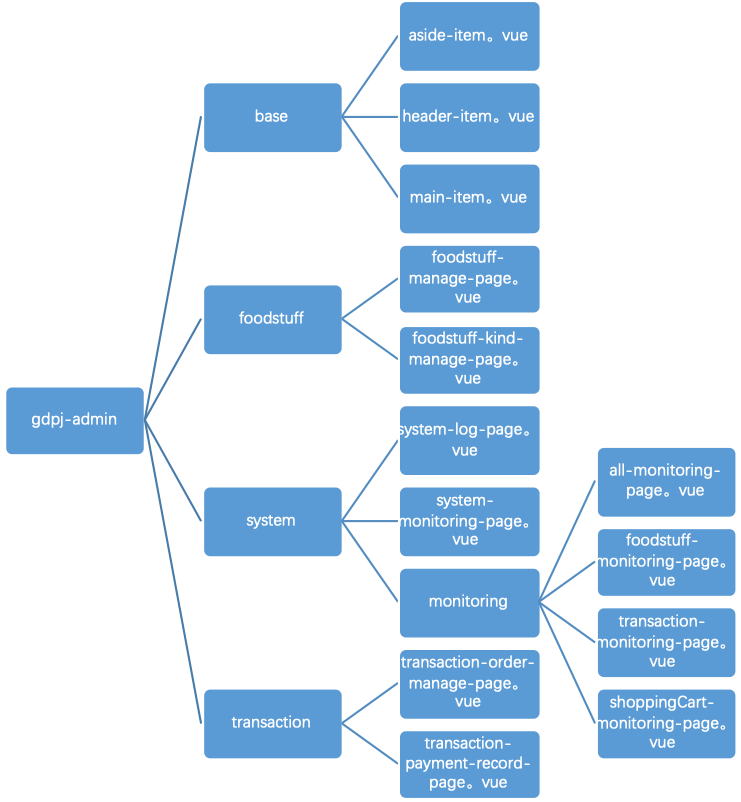 aside-item。vue
base
header-item。vue
main-item。vue
foodstuff-
manage-page。
vue
foodstuff
foodstuff-kind-
manage-page。
vue
gdpj-admin
system-log-page。
vue
system
system-
monitoring-page。
vue
monitoring
all-monitoring-
page。vue
foodstuff-
monitoring-page。
vue
transaction-
monitoring-page。
vue
shoppingCart-
monitoring-page。
vue
transaction
transaction-order-
manage-page。
vue
transaction-
payment-record-
page。vue